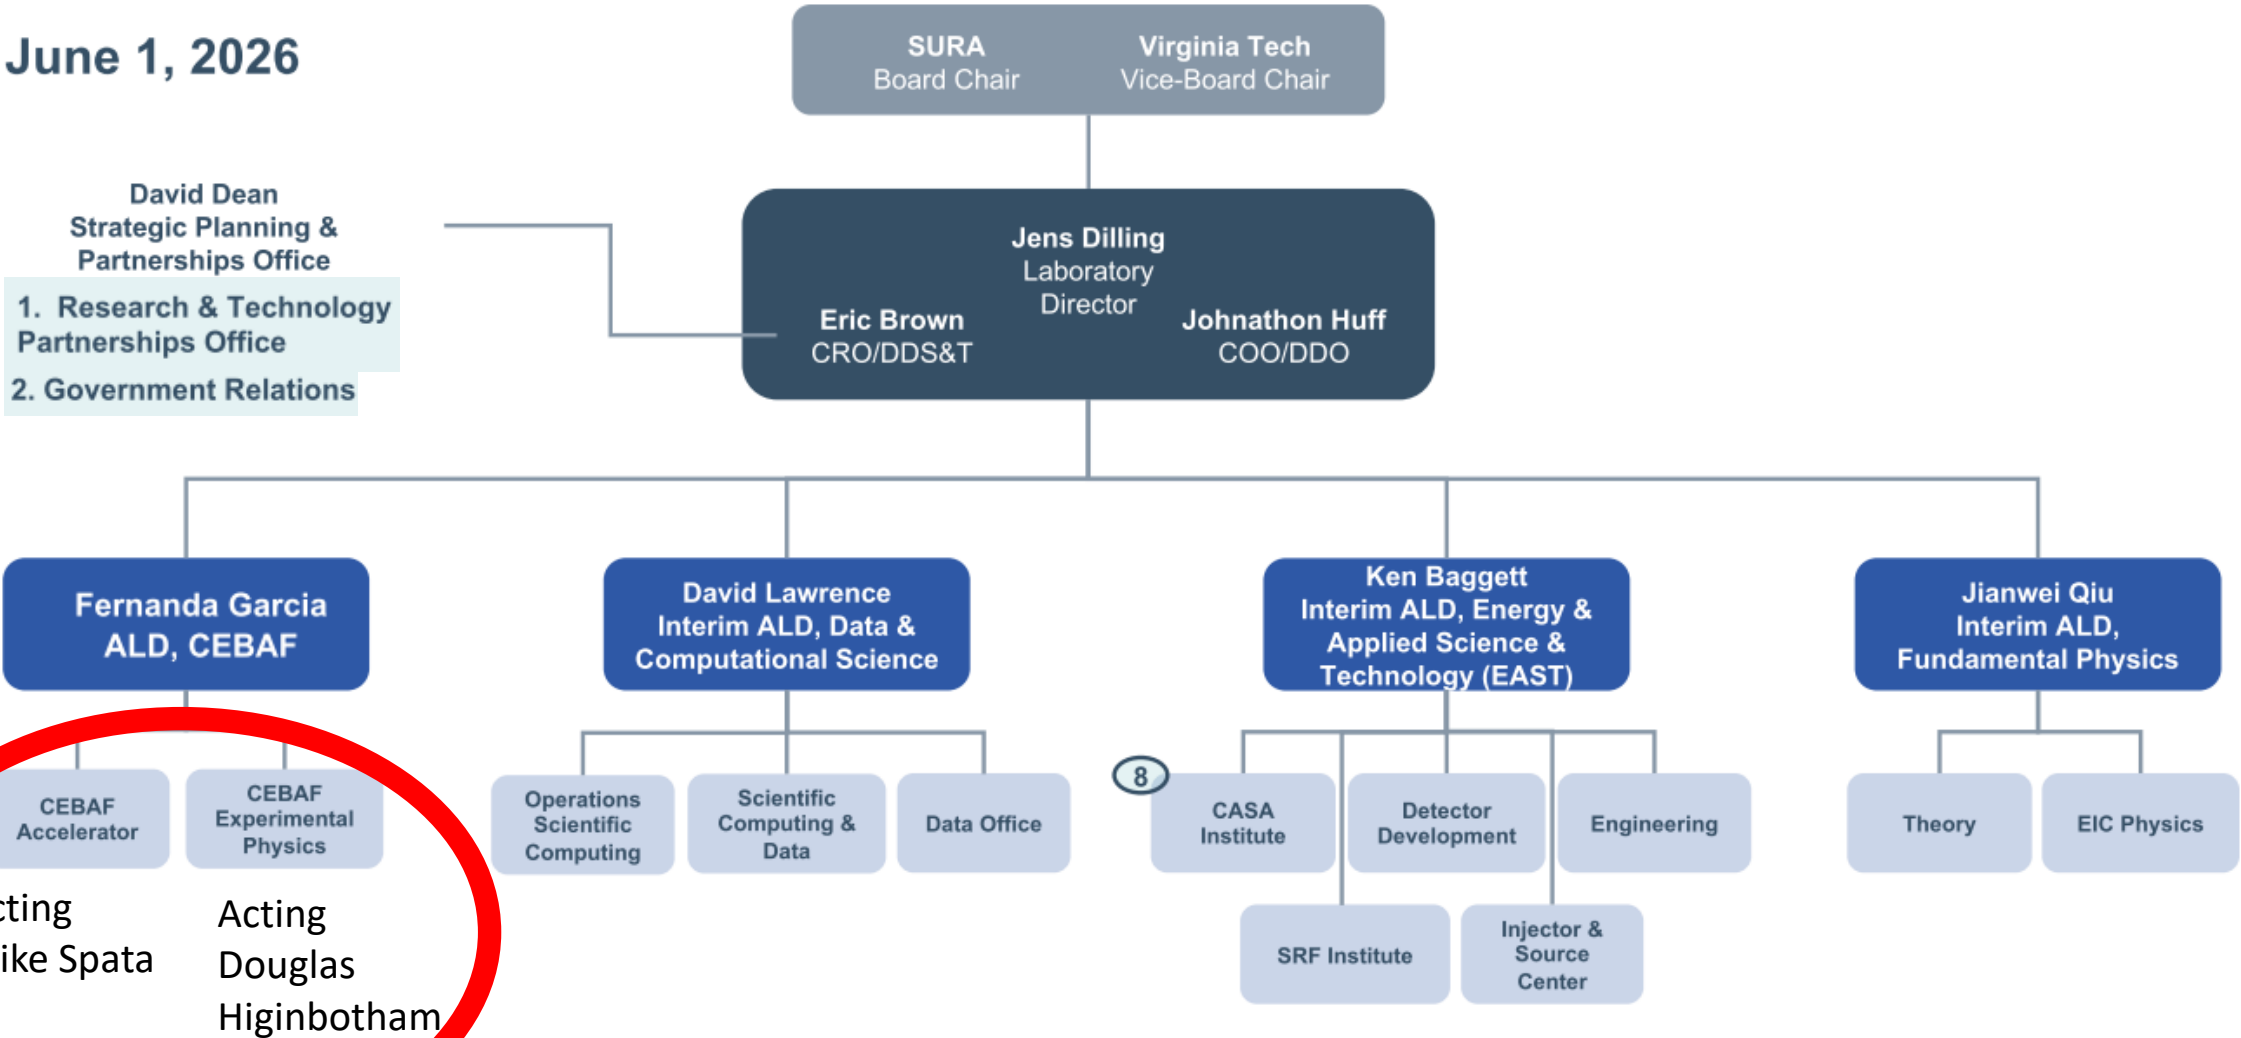 June 1, 2026
SURA
Board Chair
Virginia Tech
Vice-Board Chair
David Dean
Strategic Planning &
Partnerships Office
1. Research & Technology
Partnerships Office
2. Government Relations
Jens Dilling
Laboratory
Director
Eric Brown
CRO/DDS&T
Johnathon Huff
COO/DDO
Fernanda Garcia
ALD, CEBAF
David Lawrence
Interim ALD, Data &
Computational Science
Ken Baggett
Interim ALD, Energy &
Applied Science &
Technology (EAST)
Jianwei Qiu
Interim ALD,
Fundamental Physics
CEBAF
Accelerator
CEBAF
Experimental
Physics
Operations
Scientific
Computing
Scientific
Computing &
Data
Data Office
8
CASA
Institute
Detector
Development
Engineering
Theory
EIC Physics
SRF Institute
Injector &
Source
Center
cting
ike Spata
Acting
Douglas
Higinbotham